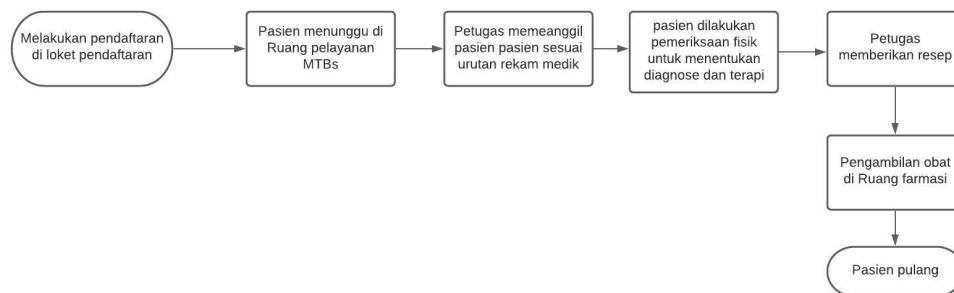 Melakukan pendaftaran
di loket pendaftaran
Pasien menunggu di
Ruang pelayanan
MTBs
Petugas memeanggil
pasien pasien sesuai
urutan rekam medik
pasien dilakukan
pemeriksaan fisik
untuk menentukan
diagnose dan terapi
Petugas
memberikan resep
Pengambilan obat
di Ruang farmasi
Pasien pulang